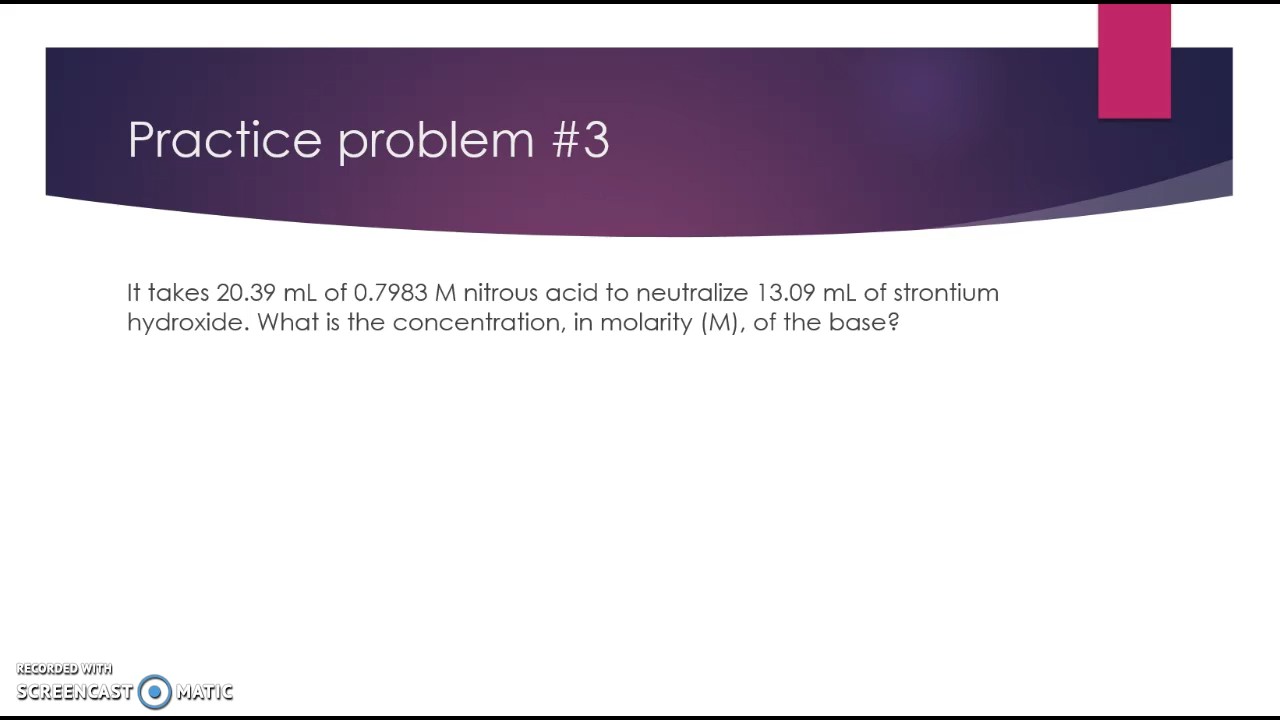 Practice problem #3
It takes 20.39 mL of 0.7983 M nitrous acid to neutralize 13.09 mL of strontium
hydroxide. What is the concentration, in molarity (M), of the base?
RECORDED WITH
SCREENCAST MATIC